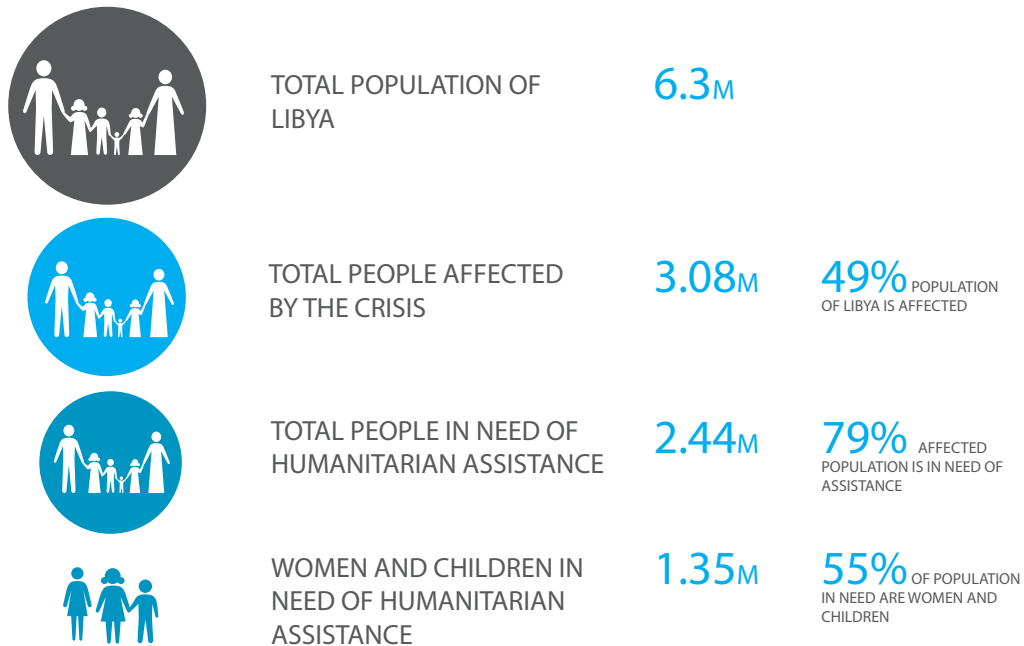 TOTAL POPULATION OF
LIBYA
6.3M
TOTAL PEOPLE AFFECTED
BY THE CRISIS
3.08M
49% POPULATION
OF LIBYA IS AFFECTED
TOTAL PEOPLE IN NEED OF
HUMANITARIAN ASSISTANCE
2.44M
79% AFFECTED
POPULATION IS IN NEED OF
ASSISTANCE
WOMEN AND CHILDREN IN
NEED OF HUMANITARIAN
ASSISTANCE
1.35M
55% OF POPULATION
IN NEED ARE WOMEN AND
CHILDREN